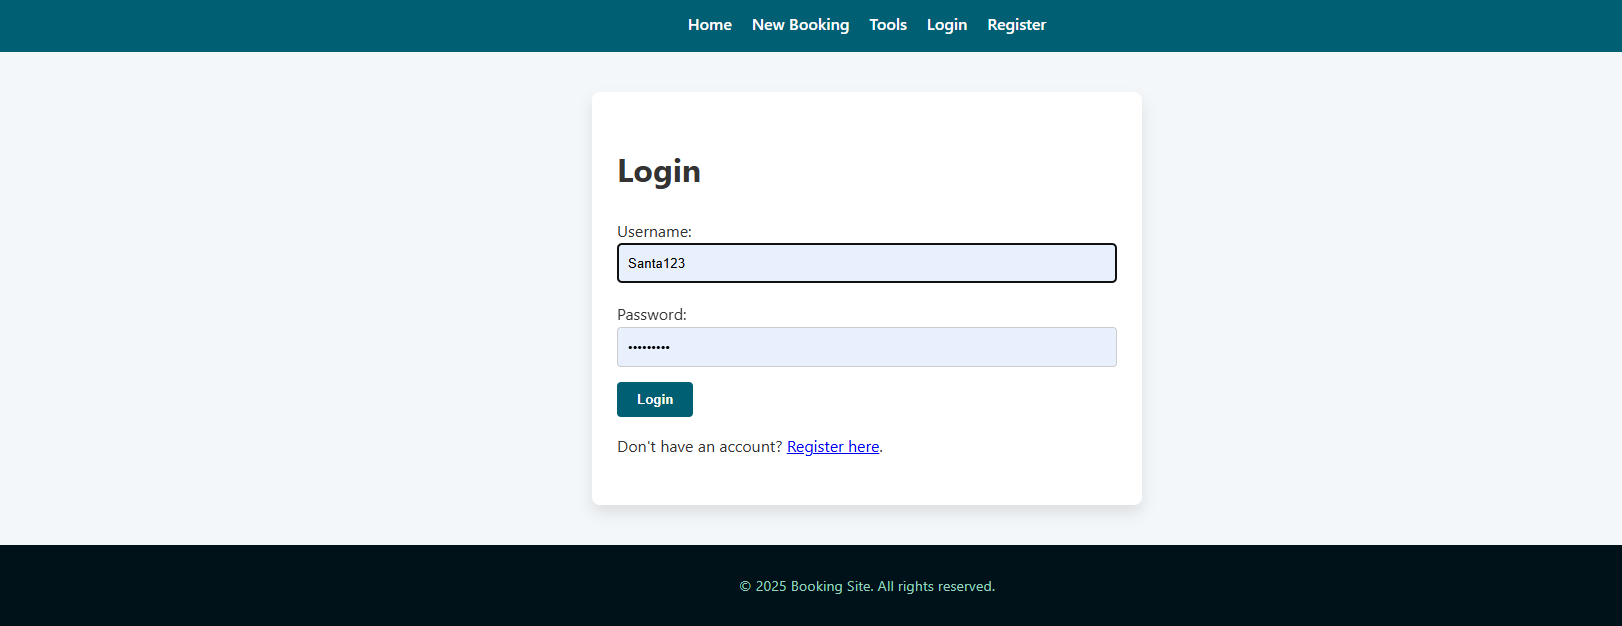 Home New Booking Tools Login Register
Login
Username:
Santa123
Password:
•••••••••
Login
Don't have an account? Register here.
© 2025 Booking Site. All rights reserved.